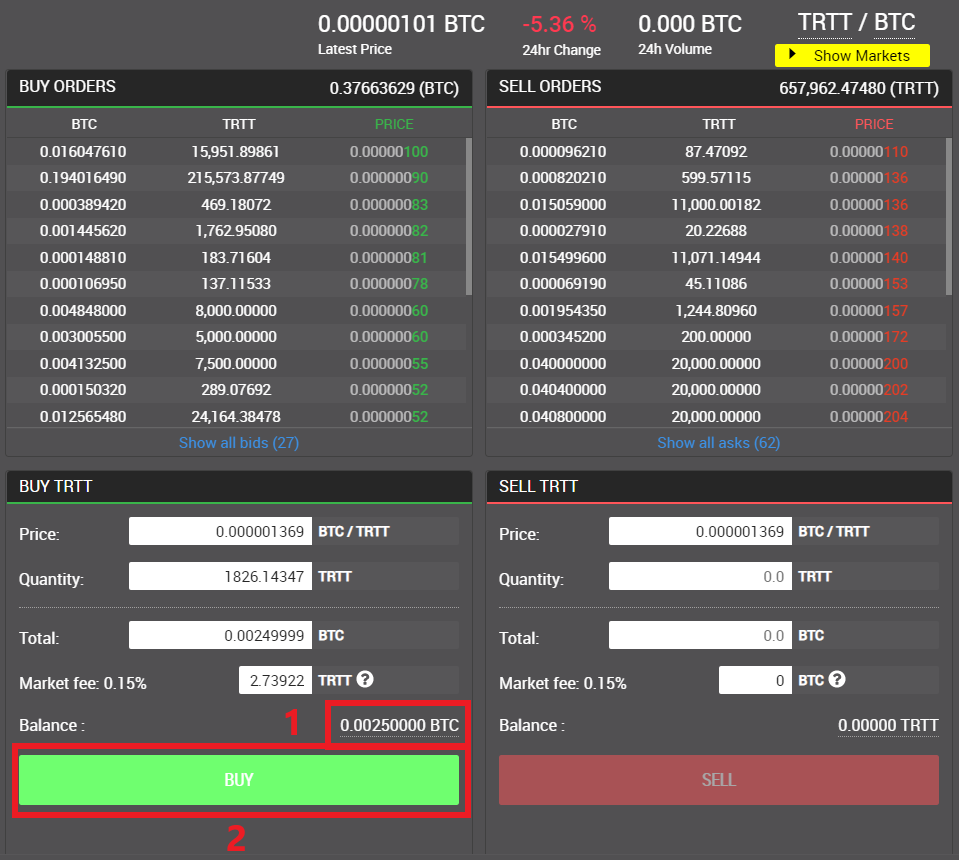 0.00000101 BTC -5.36 % 0.000 BTC TRTT / BTC
Latest Price 24hr Change 24h Volume
Show Markets
BUY ORDERS 0.37663629 (BTC)
BTC TRTT PRICE
0.016047610 15,951.89861 0.00000100
0.194016490 215,573.87749 0.00000090
0.000389420 469.18072 0.00000083
0.001445620 1,762.95080 0.00000082
0.000148810 183.71604 0.00000081
0.000106950 137.11533 0.00000078
0.004848000 8,000.00000 0.00000060
0.003005500 5,000.00000 0.00000060
0.004132500 7,500.00000 0.00000055
0.000150320 289.07692 0.00000052
0.012565480 24,164.38478 0.00000052
Show all bids (27)
SELL ORDERS 657,962.47480 (TRTT)
BTC TRTT PRICE
0.000096210 87.47092 0.00000110
0.000820210 599.57115 0.00000136
0.015059000 11,000.00182 0.00000136
0.000027910 20.22688 0.00000138
0.015499600 11,071.14944 0.00000140
0.000069190 45.11086 0.00000153
0.001954350 1,244.80960 0.00000157
0.000345200 200.00000 0.00000172
0.040000000 20,000.00000 0.00000200
0.040400000 20,000.00000 0.00000202
0.040800000 20,000.00000 0.00000204
Show all asks (62)
BUY TRTT
Price: 0.000001369 BTC / TRTT
Quantity: 1826.14347 TRTT
Total: 0.00249999 BTC
Market fee: 0.15% 2.73922 TRTT ?
Balance : 1 0.00250000 BTC
BUY
2
SELL TRTT
Price: 0.000001369 BTC / TRTT
Quantity: 0.0 TRTT
Total: 0.0 BTC
Market fee: 0.15% 0 BTC ?
Balance : 0.00000 TRTT
SELL